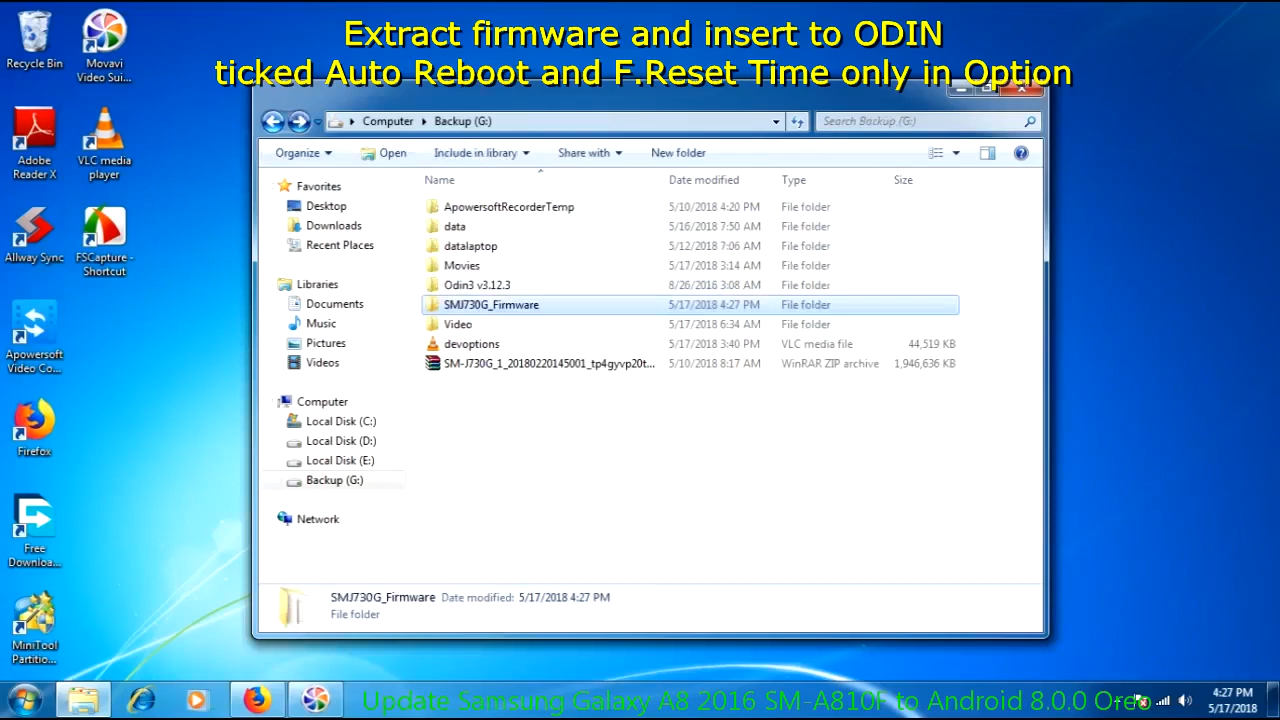 Extract firmware and insert to ODIN
ticked Auto Reboot and F.Reset Time only in Option
Recycle Bin
Movavi Video Sui...
Adobe Reader X
VLC media player
Allway Sync
FSCapture - Shortcut
Apowersoft Video Co...
Firefox
Free Downloa...
MiniTool Partitio...
Computer
Backup (G:)
Search Backup (G:)
Organize
Open
Include in library
Share with
New folder
Favorites
Desktop
Downloads
Recent Places
Libraries
Documents
Music
Pictures
Videos
Computer
Local Disk (C:)
Local Disk (D:)
Local Disk (E:)
Backup (G:)
Network
Name Date modified Type Size
ApowersoftRecorderTemp 5/10/2018 4:20 PM File folder
data 5/16/2018 7:50 AM File folder
datalaptop 5/12/2018 7:06 AM File folder
Movies 5/17/2018 3:14 AM File folder
Odin3 v3.12.3 8/26/2016 3:08 AM File folder
SMJ730G_Firmware 5/17/2018 4:27 PM File folder
Video 5/17/2018 6:34 AM File folder
devoptions 5/17/2018 3:40 PM VLC media file 44,519 KB
SM-J730G_1_20180220145001_tp4gyvp20t... 5/10/2018 8:17 AM WinRAR ZIP archive 1,946,636 KB
SMJ730G_Firmware Date modified: 5/17/2018 4:27 PM
File folder
Update Samsung Galaxy A8 2016 SM-A810F to Android 8.0.0 Oreo
4:27 PM
5/17/2018